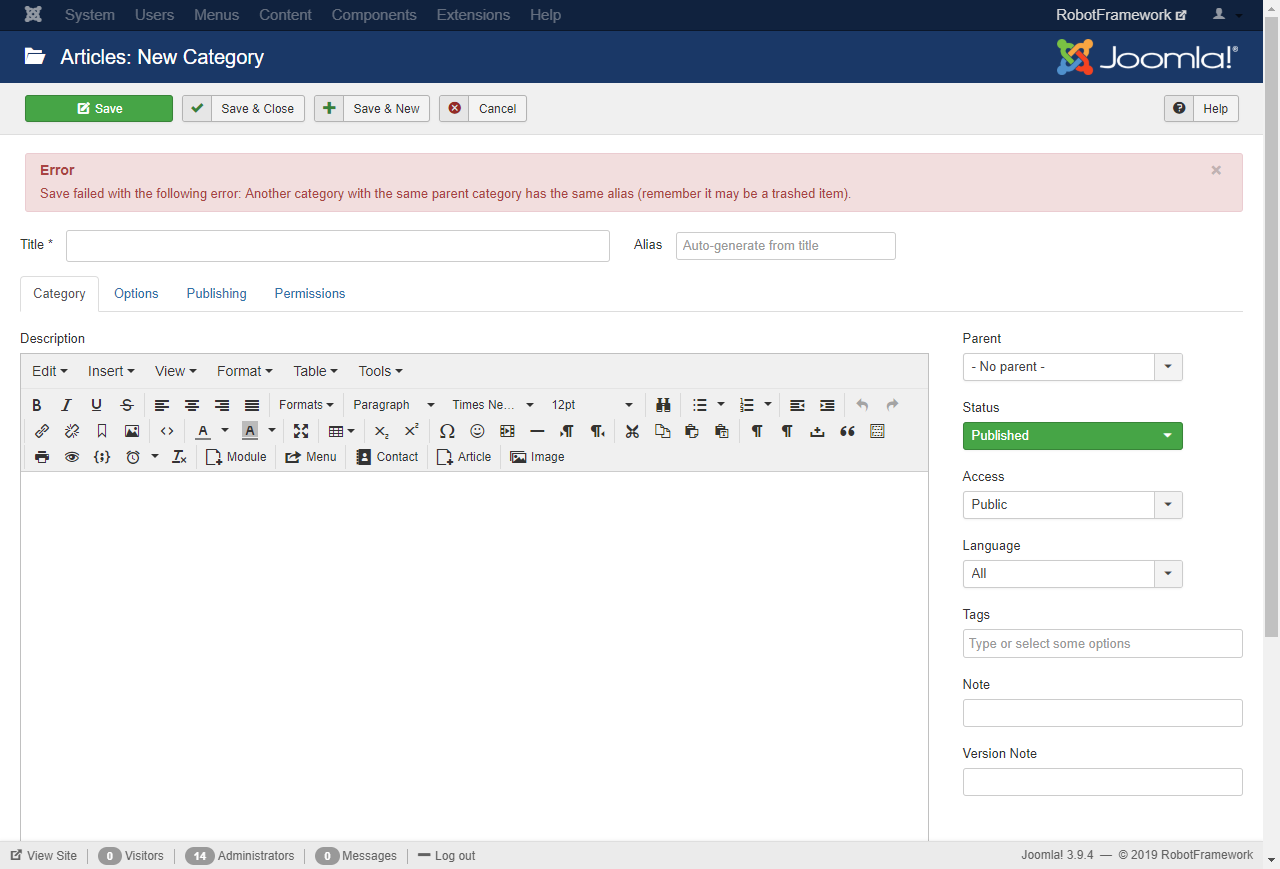 System Users Menus Content Components Extensions Help RobotFramework
Articles: New Category Joomla!®
Save Save & Close Save & New Cancel Help
Error
Save failed with the following error: Another category with the same parent category has the same alias (remember it may be a trashed item).
Title * Alias Auto-generate from title
Category Options Publishing Permissions
Description
Edit Insert View Format Table Tools
Formats Paragraph Times Ne... 12pt
Module Menu Contact Article Image
Parent
- No parent -
Status
Published
Access
Public
Language
All
Tags
Type or select some options
Note
Version Note
View Site 0 Visitors 14 Administrators 0 Messages Log out Joomla! 3.9.4 — © 2019 RobotFramework